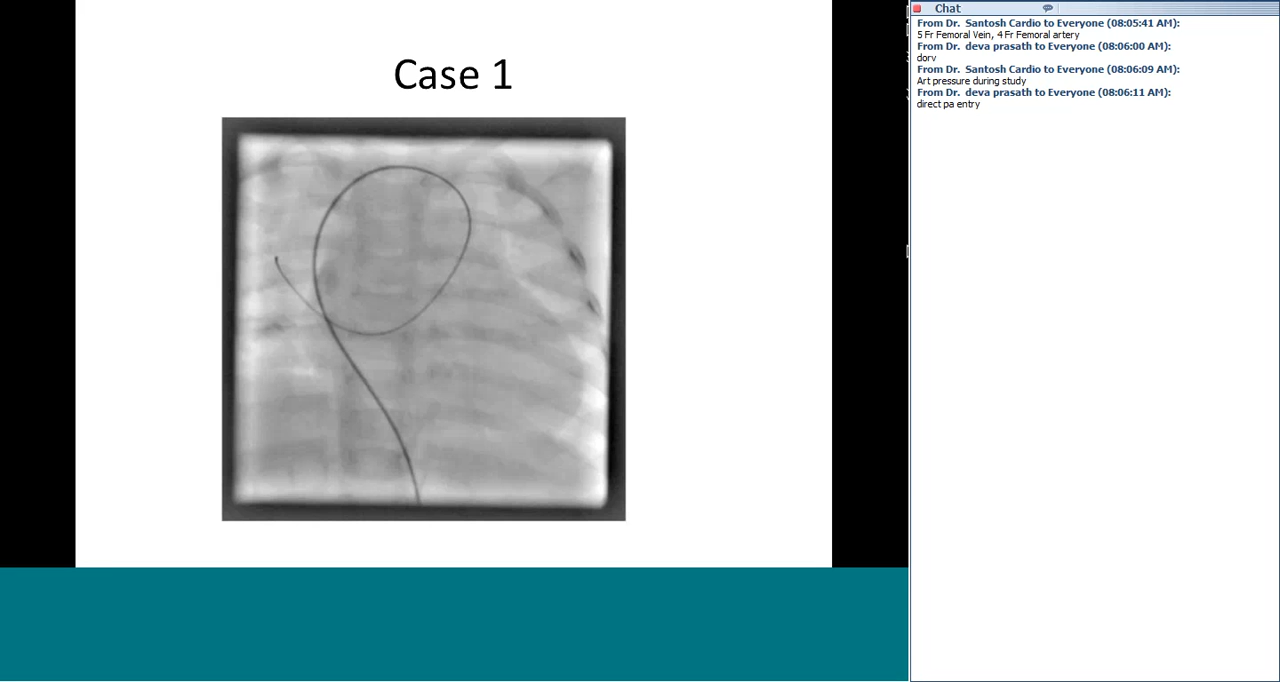 Case 1
Chat
From Dr. Santosh Cardio to Everyone (08:05:41 AM):
5 Fr Femoral Vein, 4 Fr Femoral artery
From Dr. deva prasath to Everyone (08:06:00 AM):
dorv
From Dr. Santosh Cardio to Everyone (08:06:09 AM):
Art pressure during study
From Dr. deva prasath to Everyone (08:06:11 AM):
direct pa entry